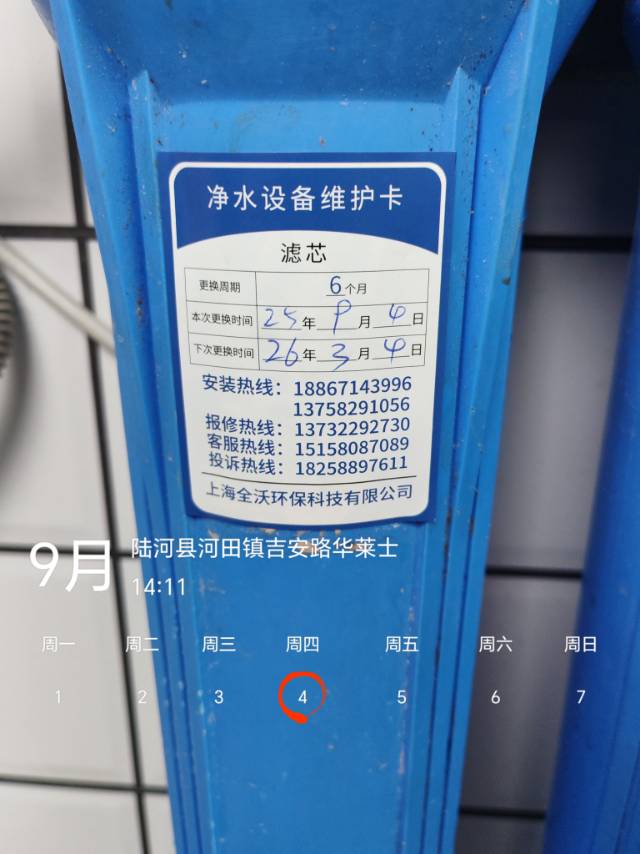 净水设备维护卡
滤芯
更换周期 6个月
本次更换时间 25年9月4日
下次更换时间 26年3月4日
安装热线：18867143996
13758291056
报修热线：13732292730
客服热线：15158087089
投诉热线：18258897611
上海全沃环保科技有限公司
9月 陆河县河田镇吉安路华莱士
14:11
周一 周二 周三 周四 周五 周六 周日
1 2 3 4 5 6 7